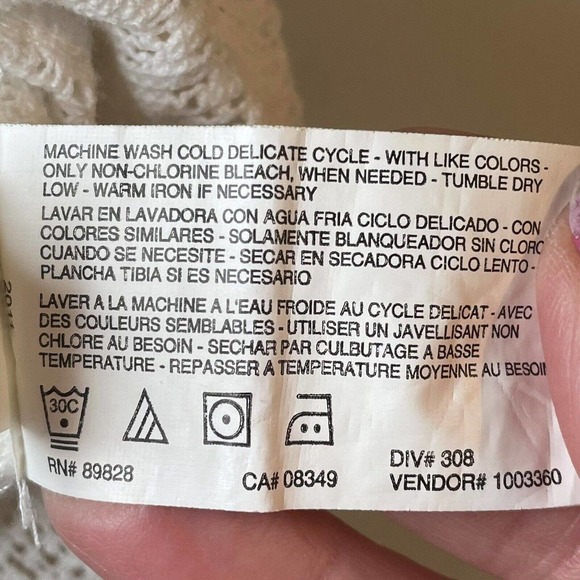 MACHINE WASH COLD DELICATE CYCLE - WITH LIKE COLORS -
ONLY NON-CHLORINE BLEACH, WHEN NEEDED - TUMBLE DRY
LOW - WARM IRON IF NECESSARY
LAVAR EN LAVADORA CON AGUA FRIA CICLO DELICADO - CON
COLORES SIMILARES - SOLAMENTE BLANQUEADOR SIN CLORO
CUANDO SE NECESITE - SECAR EN SECADORA CICLO LENTO -
PLANCHA TIBIA SI ES NECESARIO
LAVER A LA MACHINE A L'EAU FROIDE AU CYCLE DELICAT - AVEC
DES COULEURS SEMBLABLES - UTILISER UN JAVELLISANT NON
CHLORE AU BESOIN - SECHAR PAR CULBUTAGE A BASSE
TEMPERATURE - REPASSER A TEMPERATURE MOYENNE AU BESOIN
30C
RN# 89828
CA# 08349
DIV# 308
VENDOR# 1003360